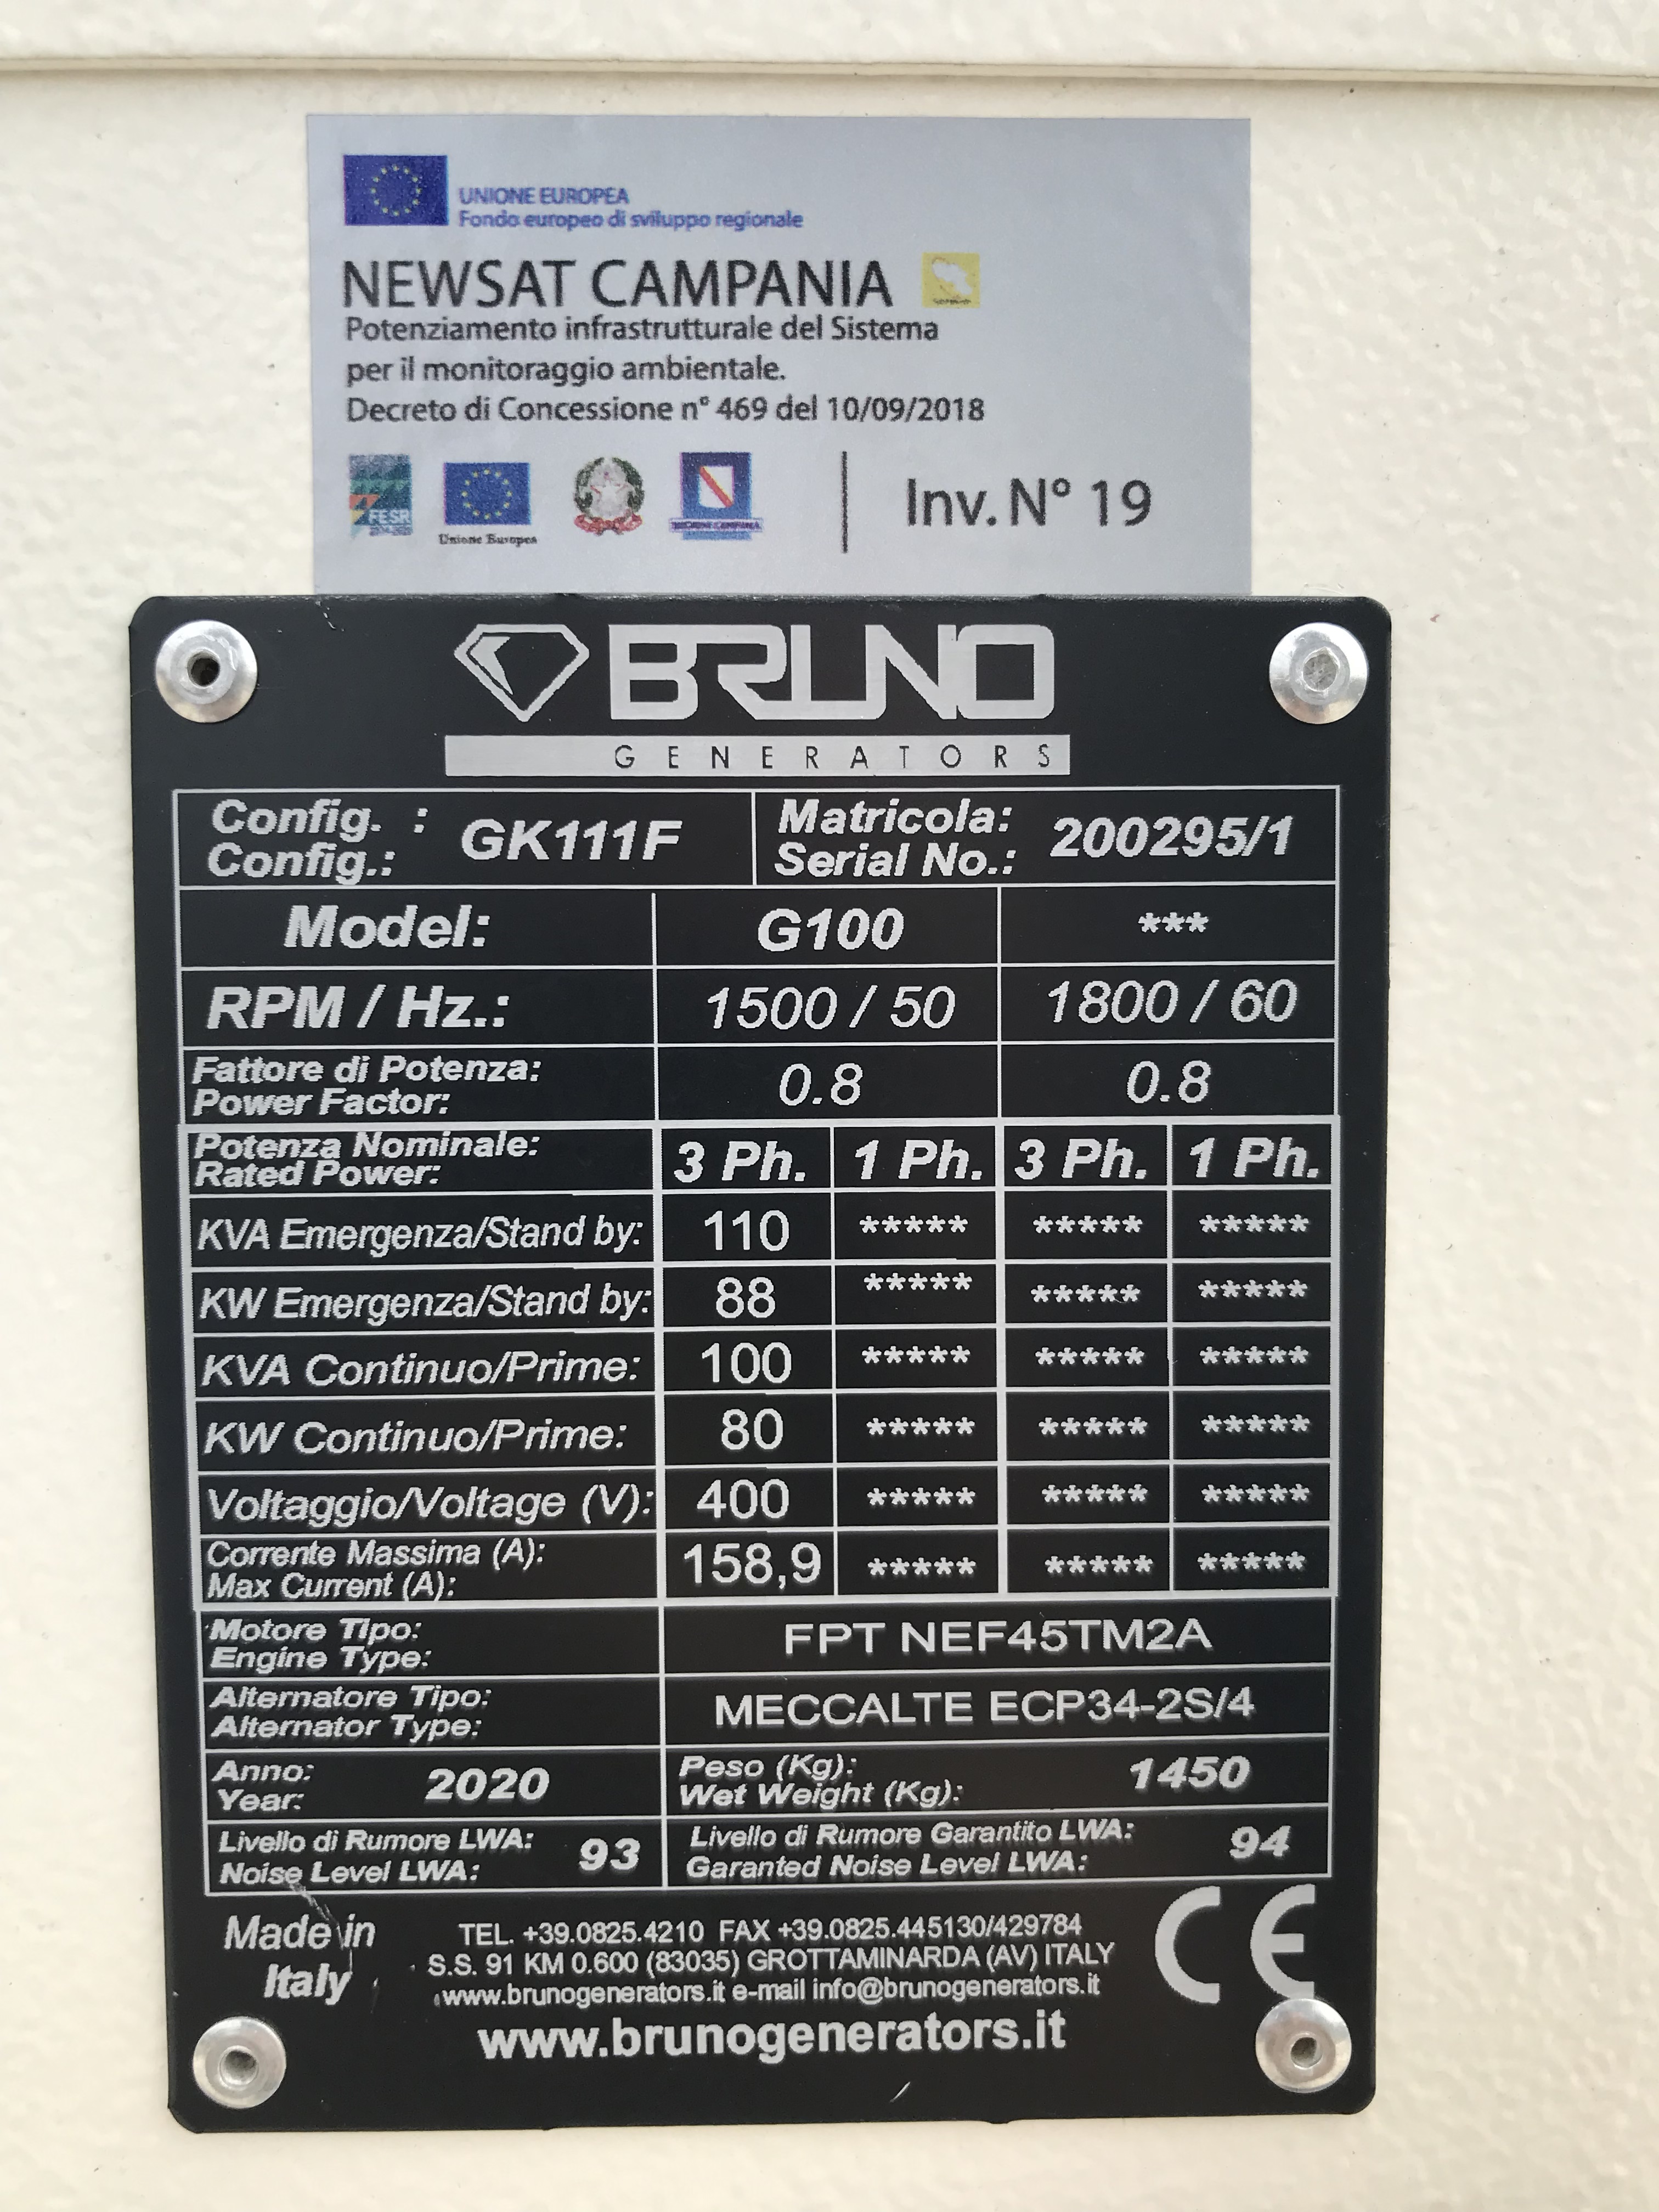 UNIONE EUROPEA
Fondo europeo di sviluppo regionale
NEWSAT CAMPANIA
Potenziamento infrastrutturale del Sistema
per il monitoraggio ambientale.
Decreto di Concessione n° 469 del 10/09/2018
FESR
Unione Europea
REGIONE CAMPANIA
Inv. N° 19
BRUNO
GENERATORS
Config. :
Config.: GK111F
Matricola:
Serial No.: 200295/1
Model: G100 ***
RPM / Hz.: 1500 / 50 1800 / 60
Fattore di Potenza:
Power Factor: 0.8 0.8
Potenza Nominale:
Rated Power: 3 Ph. 1 Ph. 3 Ph. 1 Ph.
KVA Emergenza/Stand by: 110 ***** ***** *****
KW Emergenza/Stand by: 88 ***** ***** *****
KVA Continuo/Prime: 100 ***** ***** *****
KW Continuo/Prime: 80 ***** ***** *****
Voltaggio/Voltage (V): 400 ***** ***** *****
Corrente Massima (A):
Max Current (A): 158,9 ***** ***** *****
Motore Tipo:
Engine Type: FPT NEF45TM2A
Alternatore Tipo:
Alternator Type: MECCALTE ECP34-2S/4
Anno:
Year: 2020
Peso (Kg):
Wet Weight (Kg): 1450
Livello di Rumore LWA:
Noise Level LWA: 93
Livello di Rumore Garantito LWA:
Garanted Noise Level LWA: 94
Made in
Italy
TEL. +39.0825.4210 FAX +39.0825.445130/429784
S.S. 91 KM 0.600 (83035) GROTTAMINARDA (AV) ITALY
www.brunogenerators.it e-mail info@brunogenerators.it
www.brunogenerators.it
CE